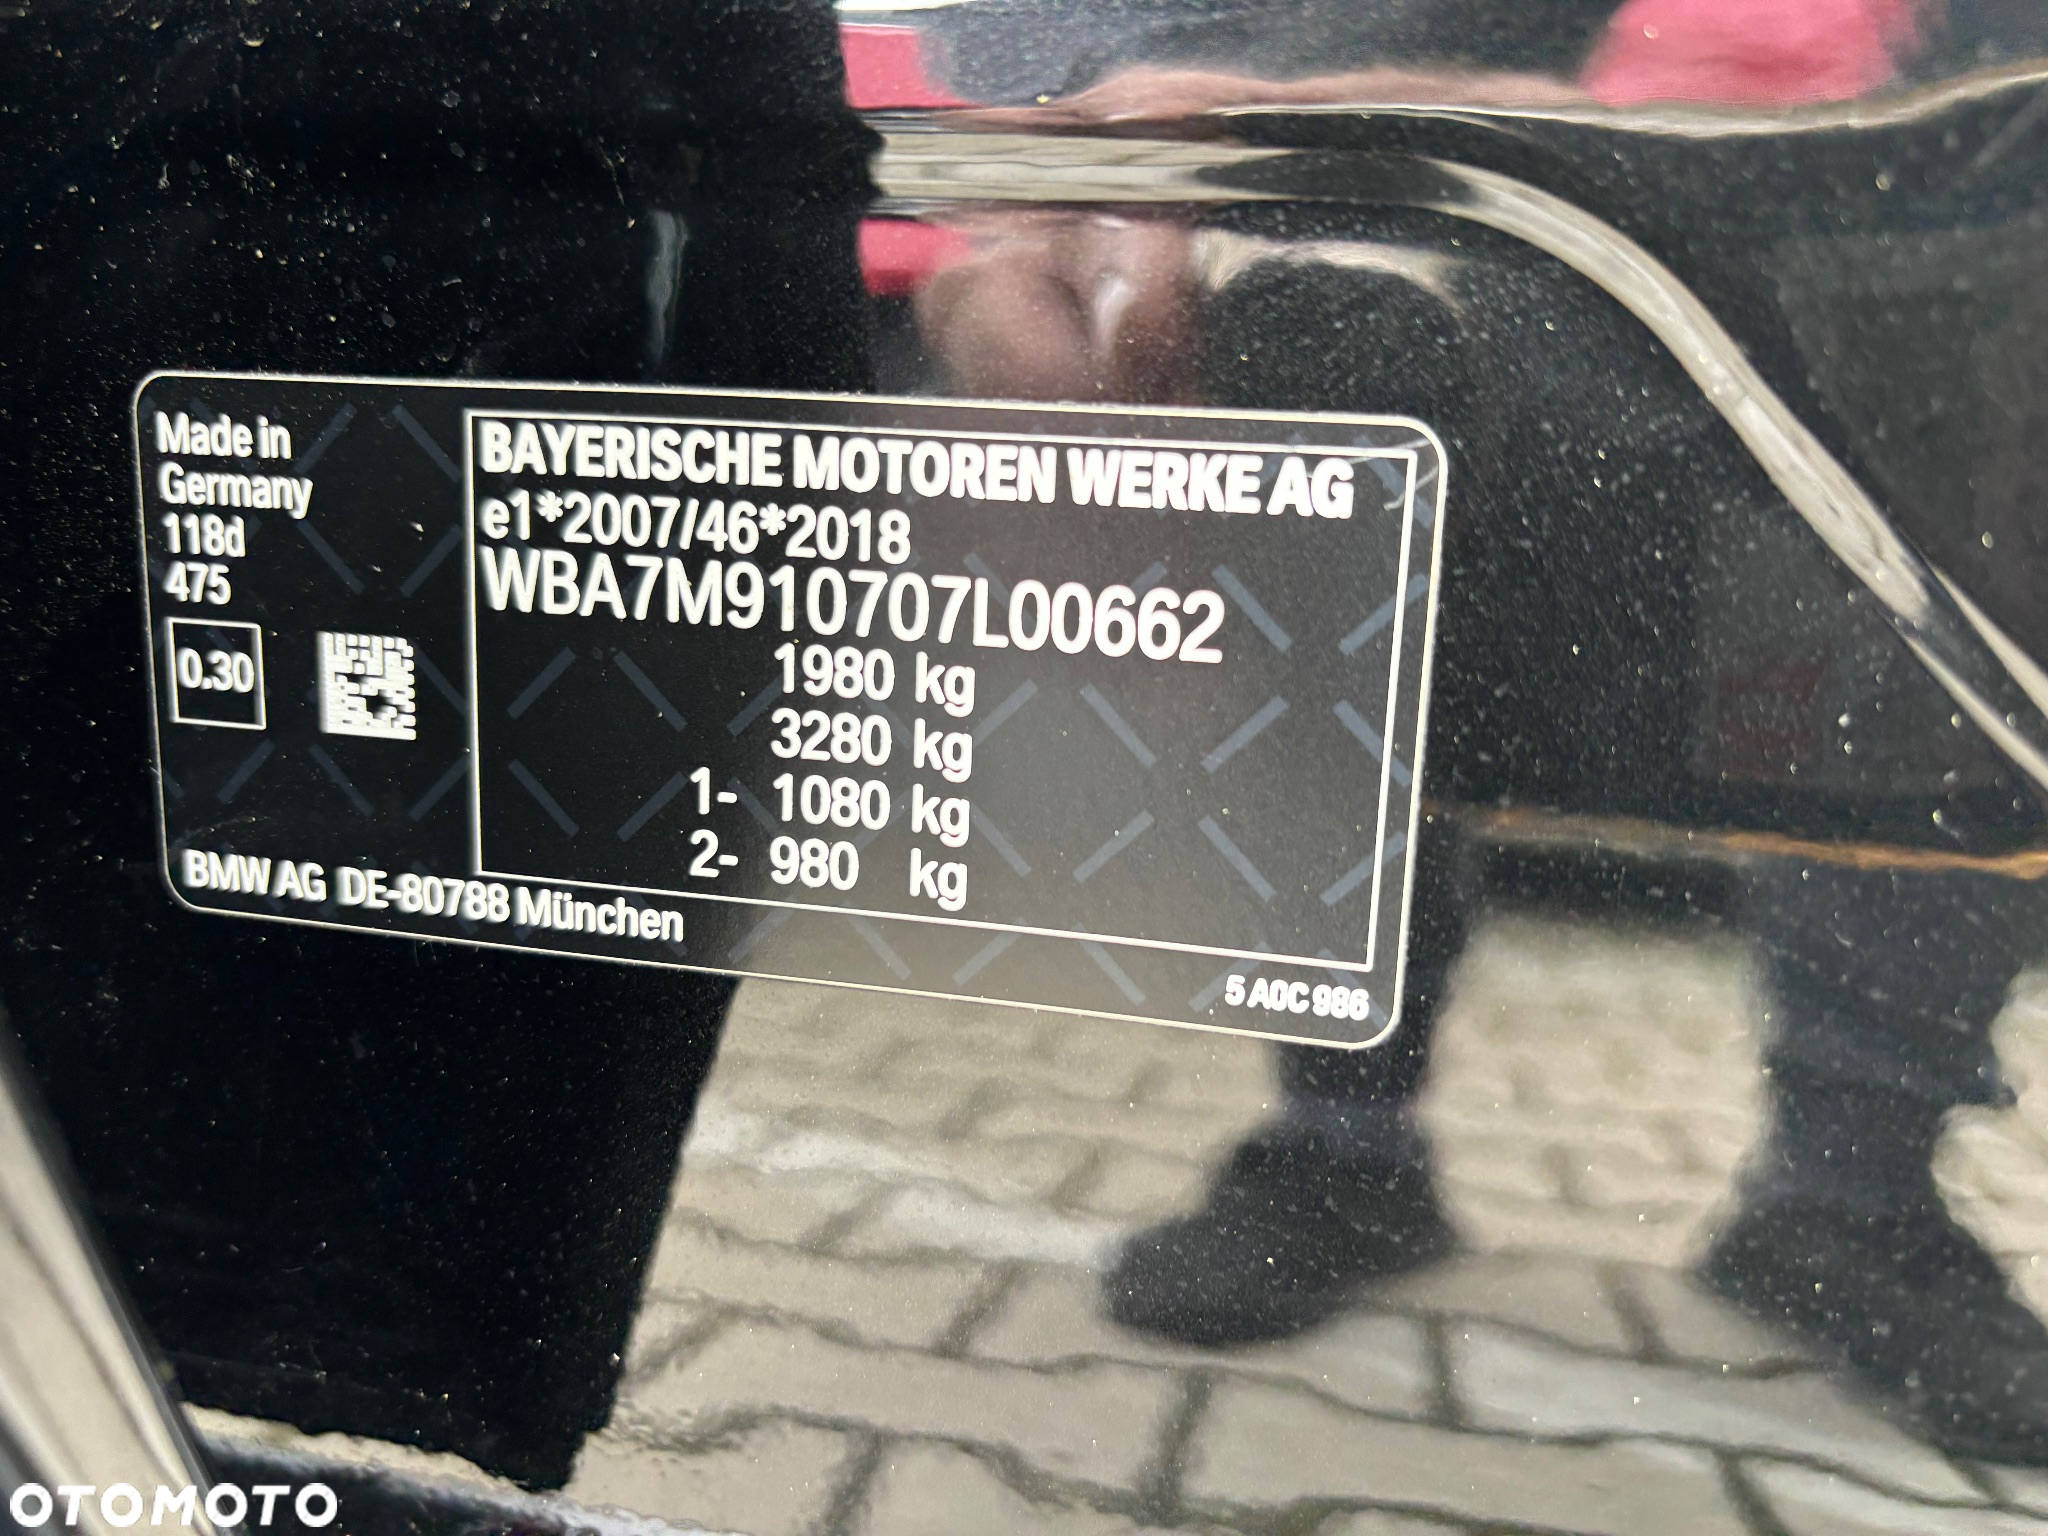 Made in
Germany
118d
475
0.30
BAYERISCHE MOTOREN WERKE AG
e1*2007/46*2018
WBA7M910707L00662
1980 kg
3280 kg
1- 1080 kg
2- 980 kg
BMW AG DE-80788 München
5 A0C 986
OTOMOTO